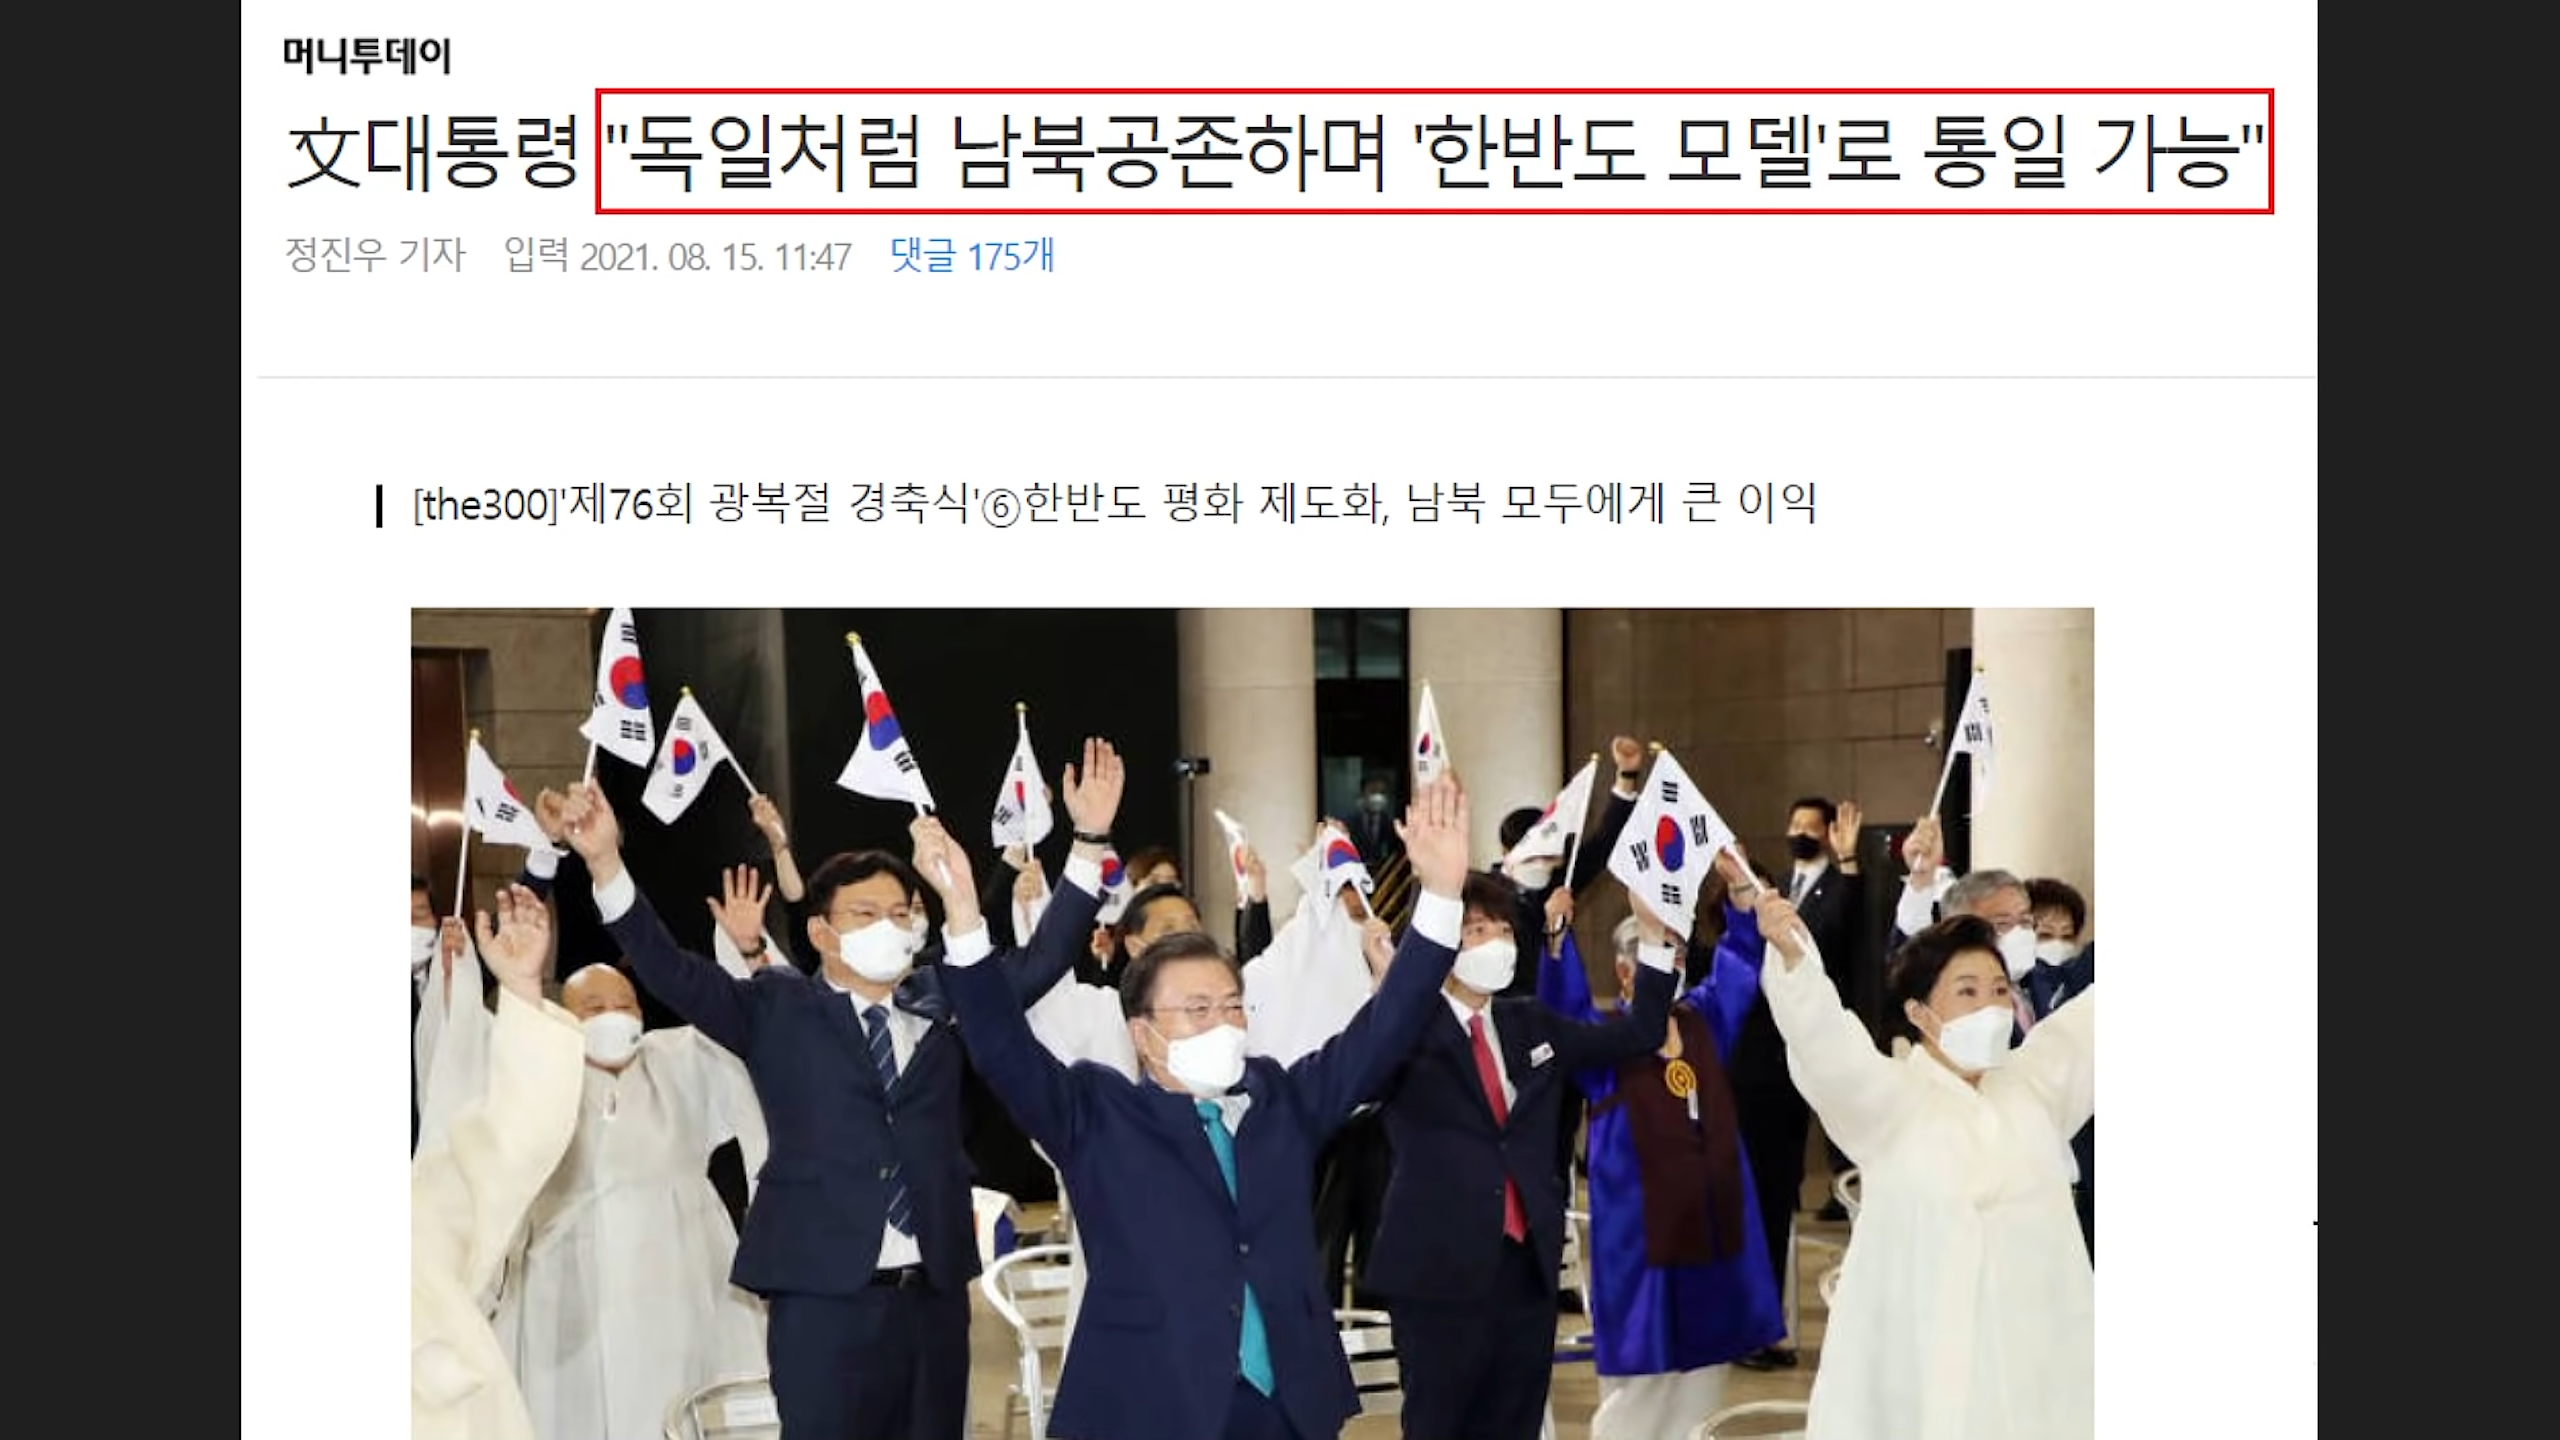 머니투데이
文대통령 "독일처럼 남북공존하며 '한반도 모델'로 통일 가능"
정진우 기자 입력 2021. 08. 15. 11:47 댓글 175개
[the300]'제76회 광복절 경축식'⑥한반도 평화 제도화, 남북 모두에게 큰 이익